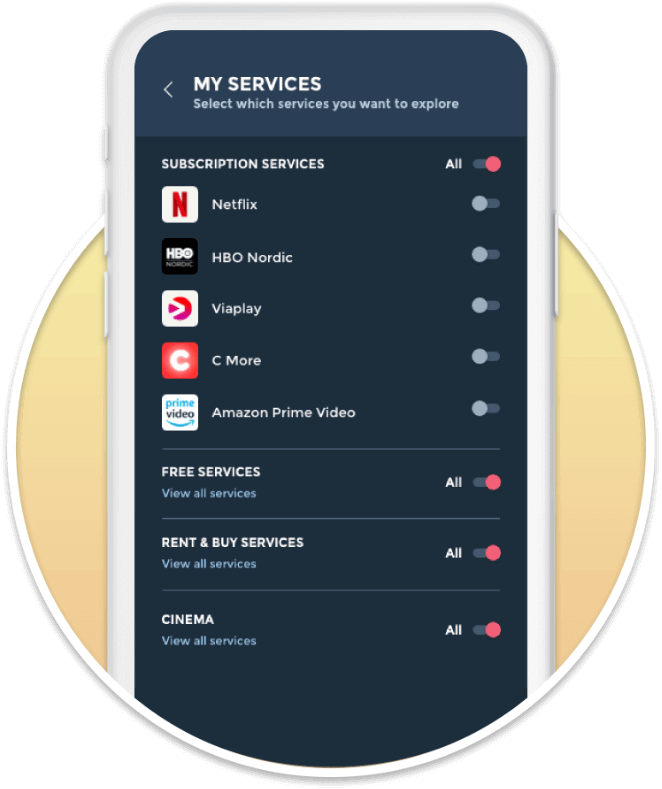 MY SERVICES
Select which services you want to explore
SUBSCRIPTION SERVICES All
N Netflix
HBO
NORDIC
HBO Nordic
Viaplay
C C More
prime
video
Amazon Prime Video
FREE SERVICES
View all services
All
RENT & BUY SERVICES
View all services
All
CINEMA
View all services
All